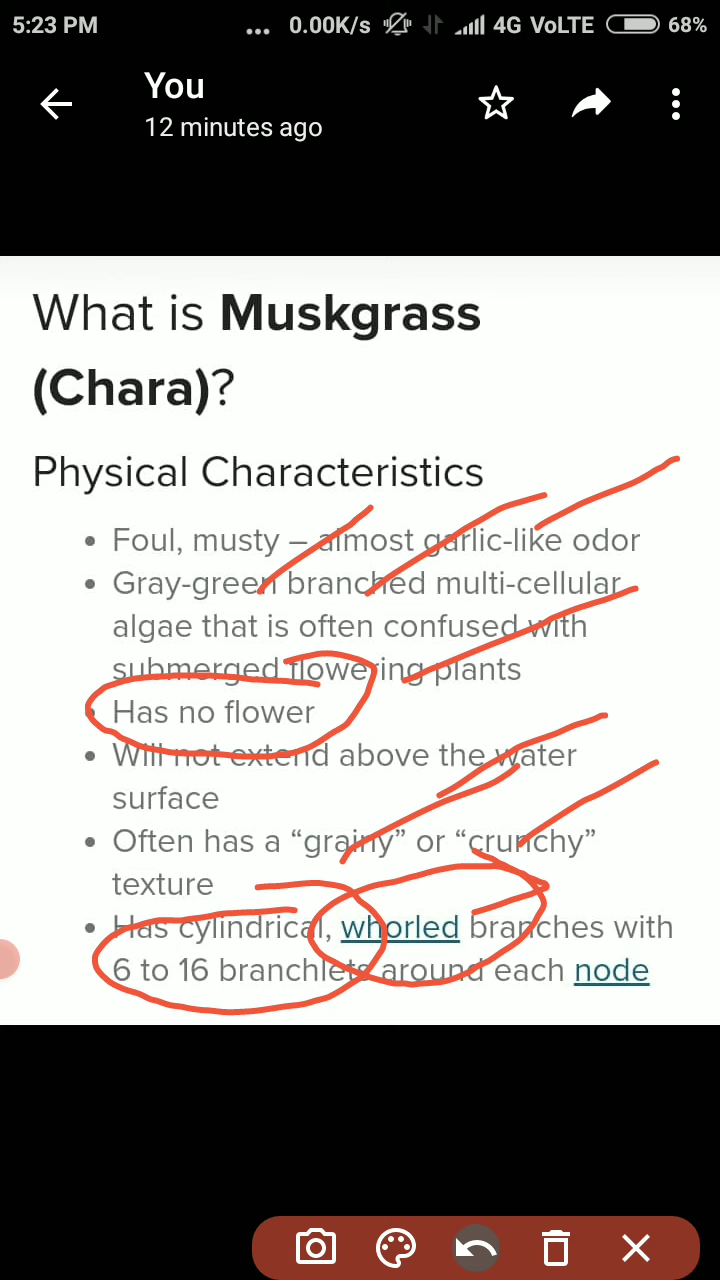 5:23 PM ... 0.00K/s 4G VoLTE 68%
You
12 minutes ago
What is Muskgrass
(Chara)?
Physical Characteristics
• Foul, musty – almost garlic-like odor
• Gray-green branched multi-cellular
algae that is often confused with
submerged flowering plants
• Has no flower
• Will not extend above the water
surface
• Often has a “grainy” or “crunchy”
texture
• Has cylindrical, whorled branches with
6 to 16 branchlets around each node